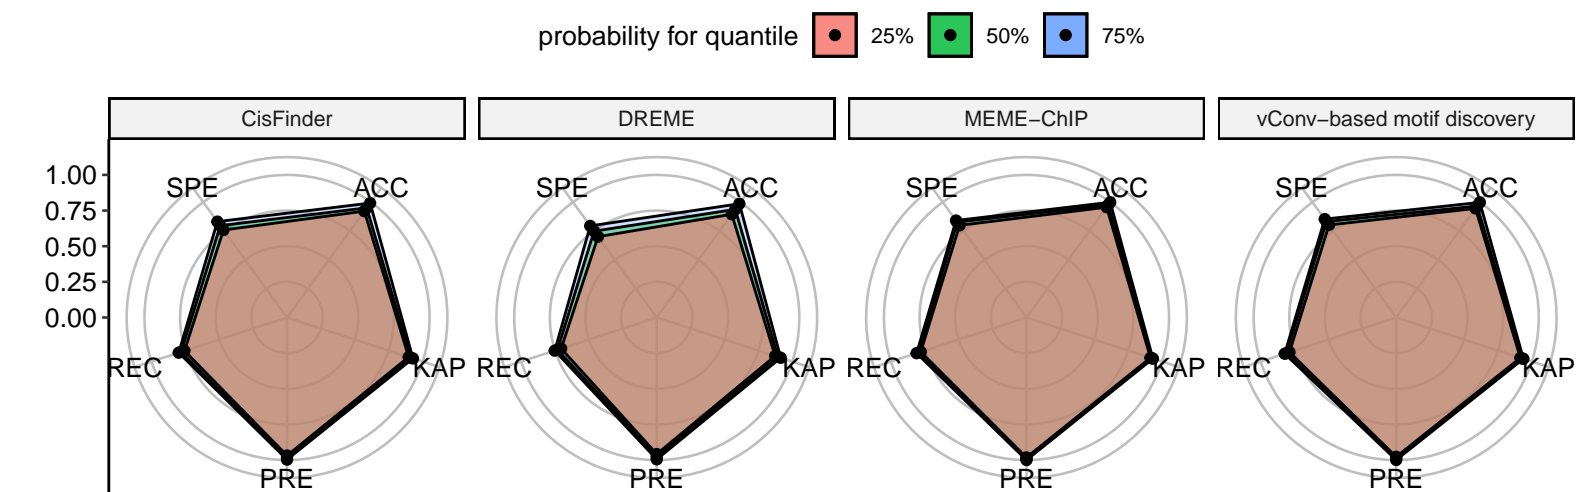 probability for quantile 25% 50% 75%
CisFinder DREME MEME−ChIP vConv−based motif discovery
1.00
0.75
0.50
0.25
0.00
SPE ACC SPE ACC SPE ACC SPE ACC
REC KAP REC KAP REC KAP REC KAP
PRE PRE PRE PRE